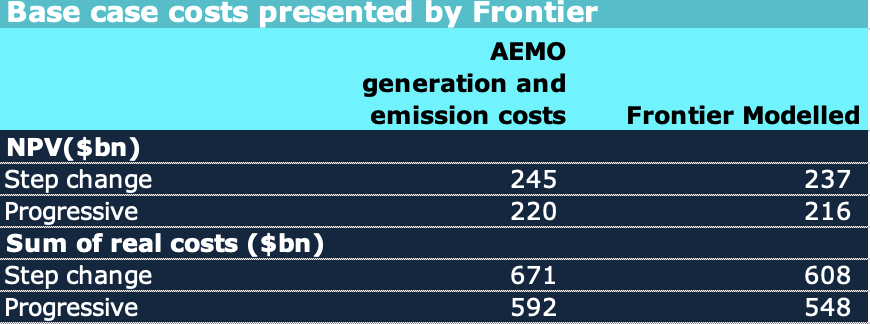 Base case costs presented by Frontier
AEMO
generation and
emission costs Frontier Modelled
NPV($bn)
Step change 245 237
Progressive 220 216
Sum of real costs ($bn)
Step change 671 608
Progressive 592 548